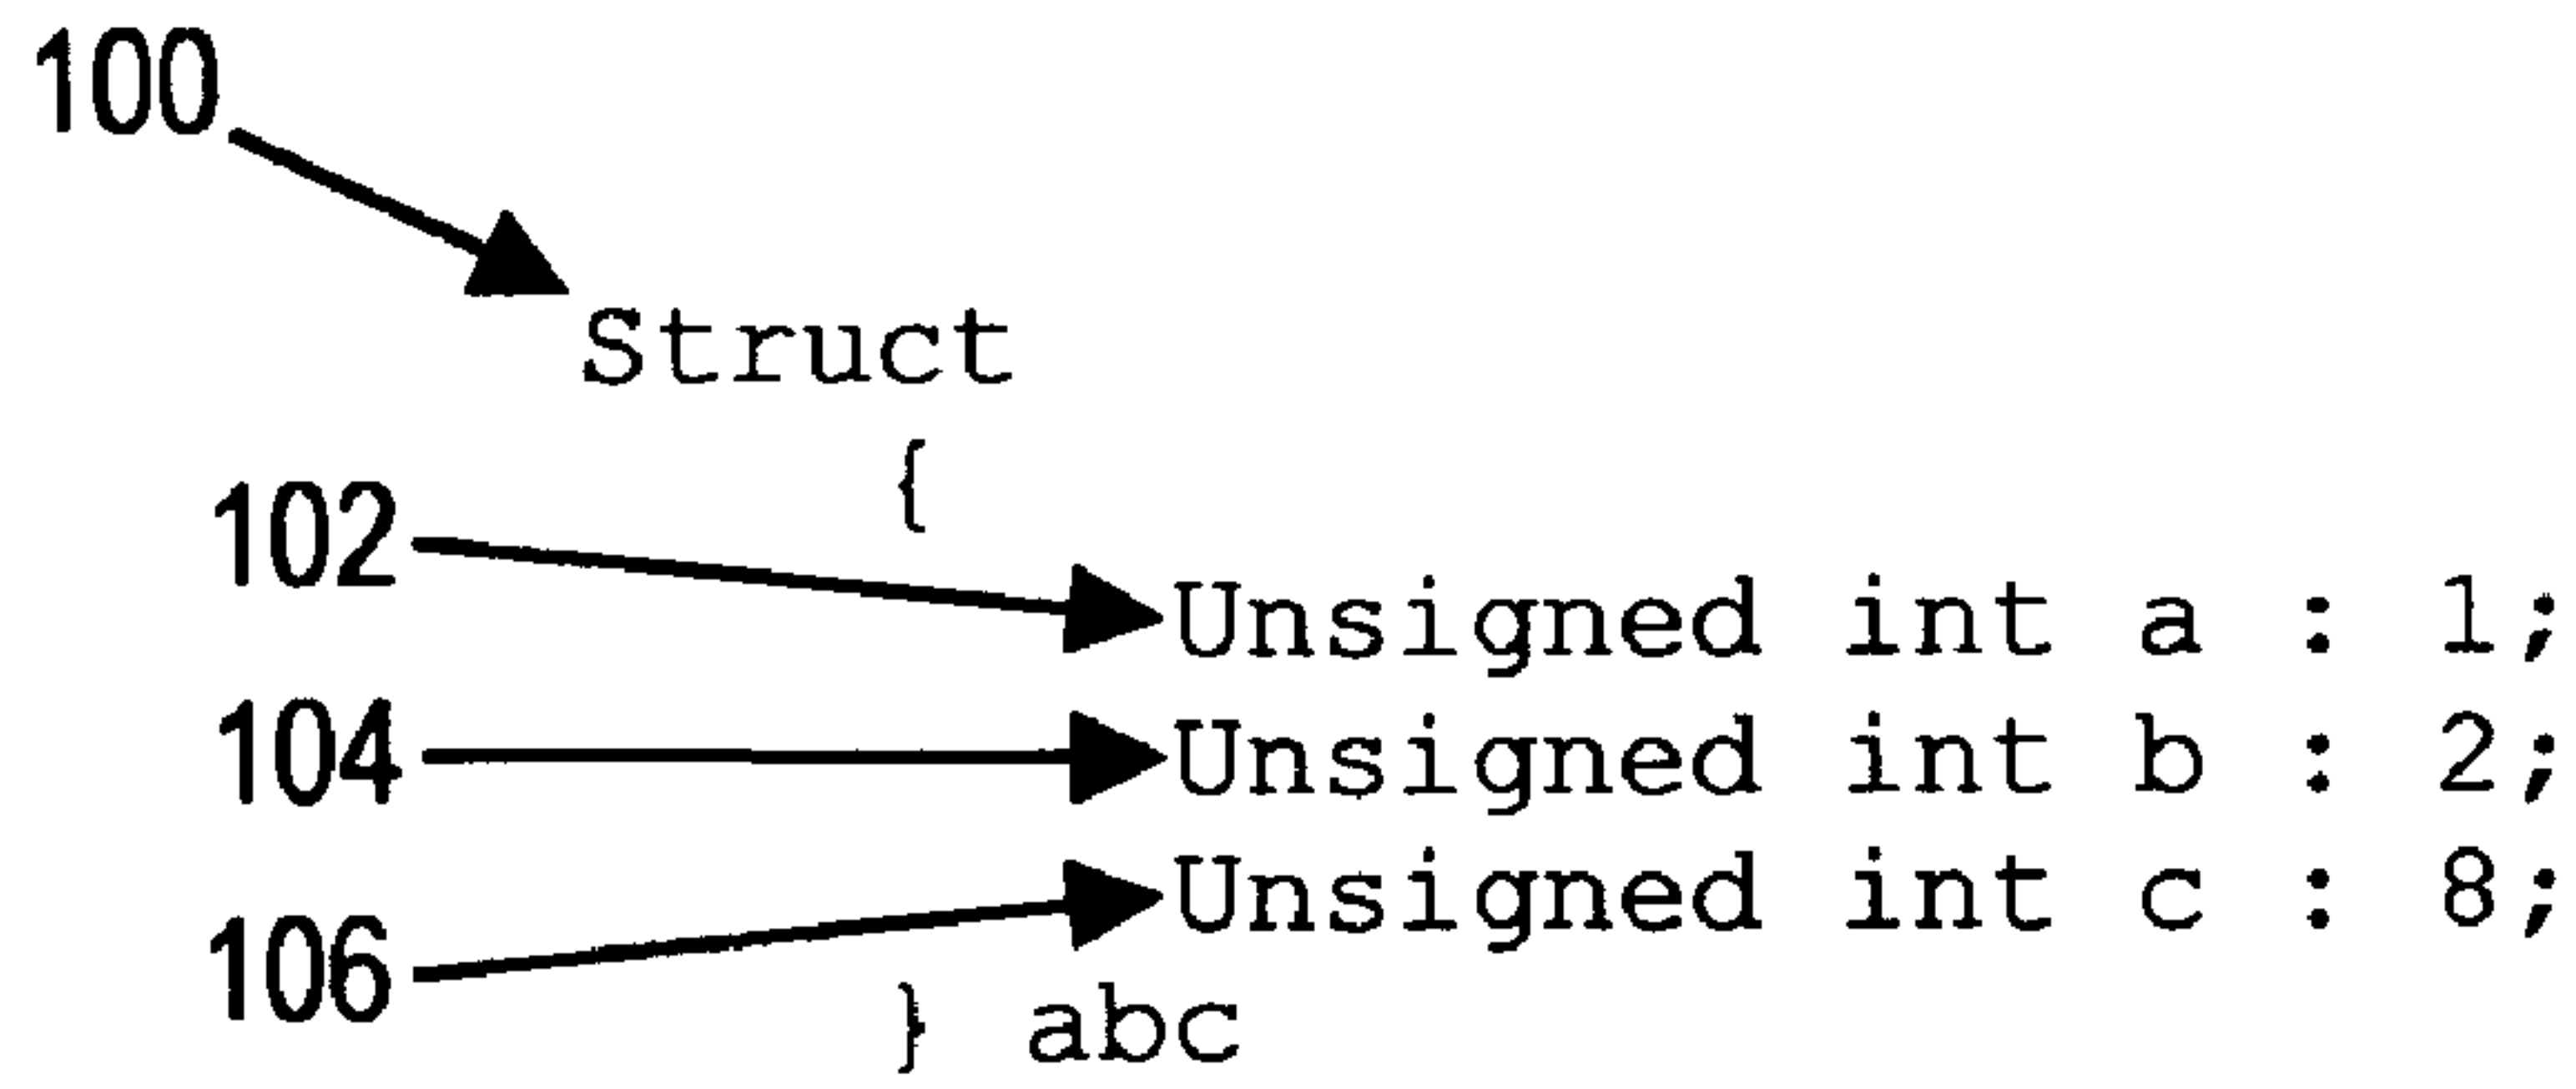 100
Struct
{
102
Unsigned int a : 1;
104
Unsigned int b : 2;
106
Unsigned int c : 8;
} abc